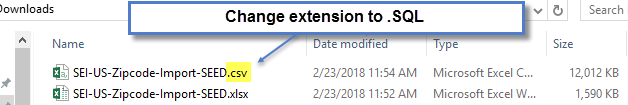 Downloads
Change extension to .SQL
Search
Name Date modified Type Size
SEI-US-Zipcode-Import-SEED.csv 2/23/2018 11:54 AM Microsoft Excel C... 12,012 KB
SEI-US-Zipcode-Import-SEED.xlsx 2/23/2018 11:52 AM Microsoft Excel W... 1,590 KB